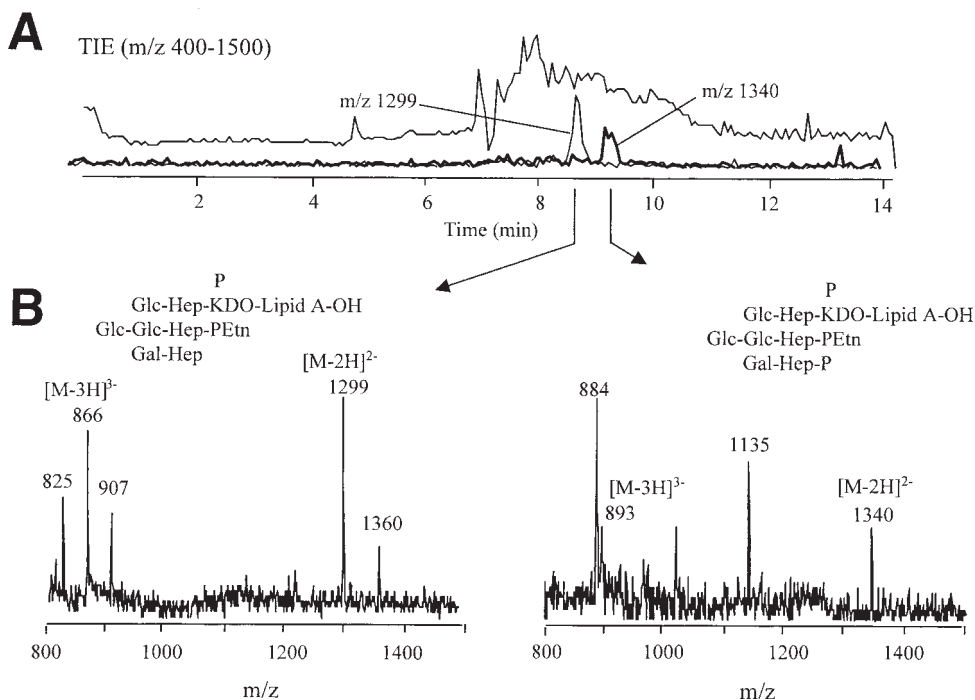 A
TIE (m/z 400-1500)
m/z 1299
m/z 1340
2 4 6 8 10 12 14
Time (min)
B
P
Glc-Hep-KDO-Lipid A-OH
Glc-Glc-Hep-PEtn
Gal-Hep
[M-3H]3-
866
825
907
[M-2H]2-
1299
1360
800 1000 1200 1400
m/z
P
Glc-Hep-KDO-Lipid A-OH
Glc-Glc-Hep-PEtn
Gal-Hep-P
884
[M-3H]3-
893
1135
[M-2H]2-
1340
800 1000 1200 1400
m/z